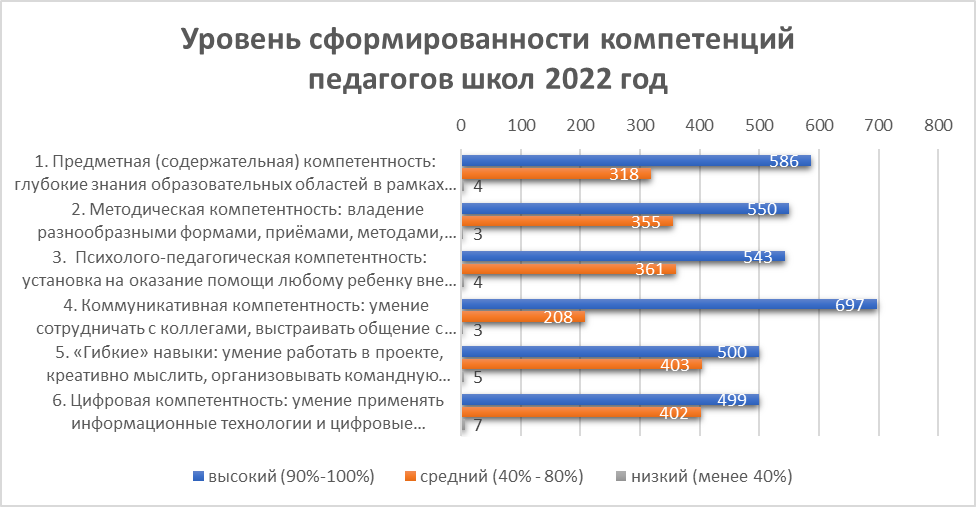 Уровень сформированности компетенций
педагогов школ 2022 год
0 100 200 300 400 500 600 700 800
1. Предметная (содержательная) компетентность:
глубокие знания образовательных областей в рамках…
586
318
4
2. Методическая компетентность: владение
разнообразными формами, приёмами, методами,…
550
355
3
3. Психолого-педагогическая компетентность:
установка на оказание помощи любому ребенку вне…
543
361
4
4. Коммуникативная компетентность: умение
сотрудничать с коллегами, выстраивать общение с…
697
208
3
5. «Гибкие» навыки: умение работать в проекте,
креативно мыслить, организовывать командную…
500
403
5
6. Цифровая компетентность: умение применять
информационные технологии и цифровые…
499
402
7
высокий (90%-100%) средний (40% - 80%) низкий (менее 40%)